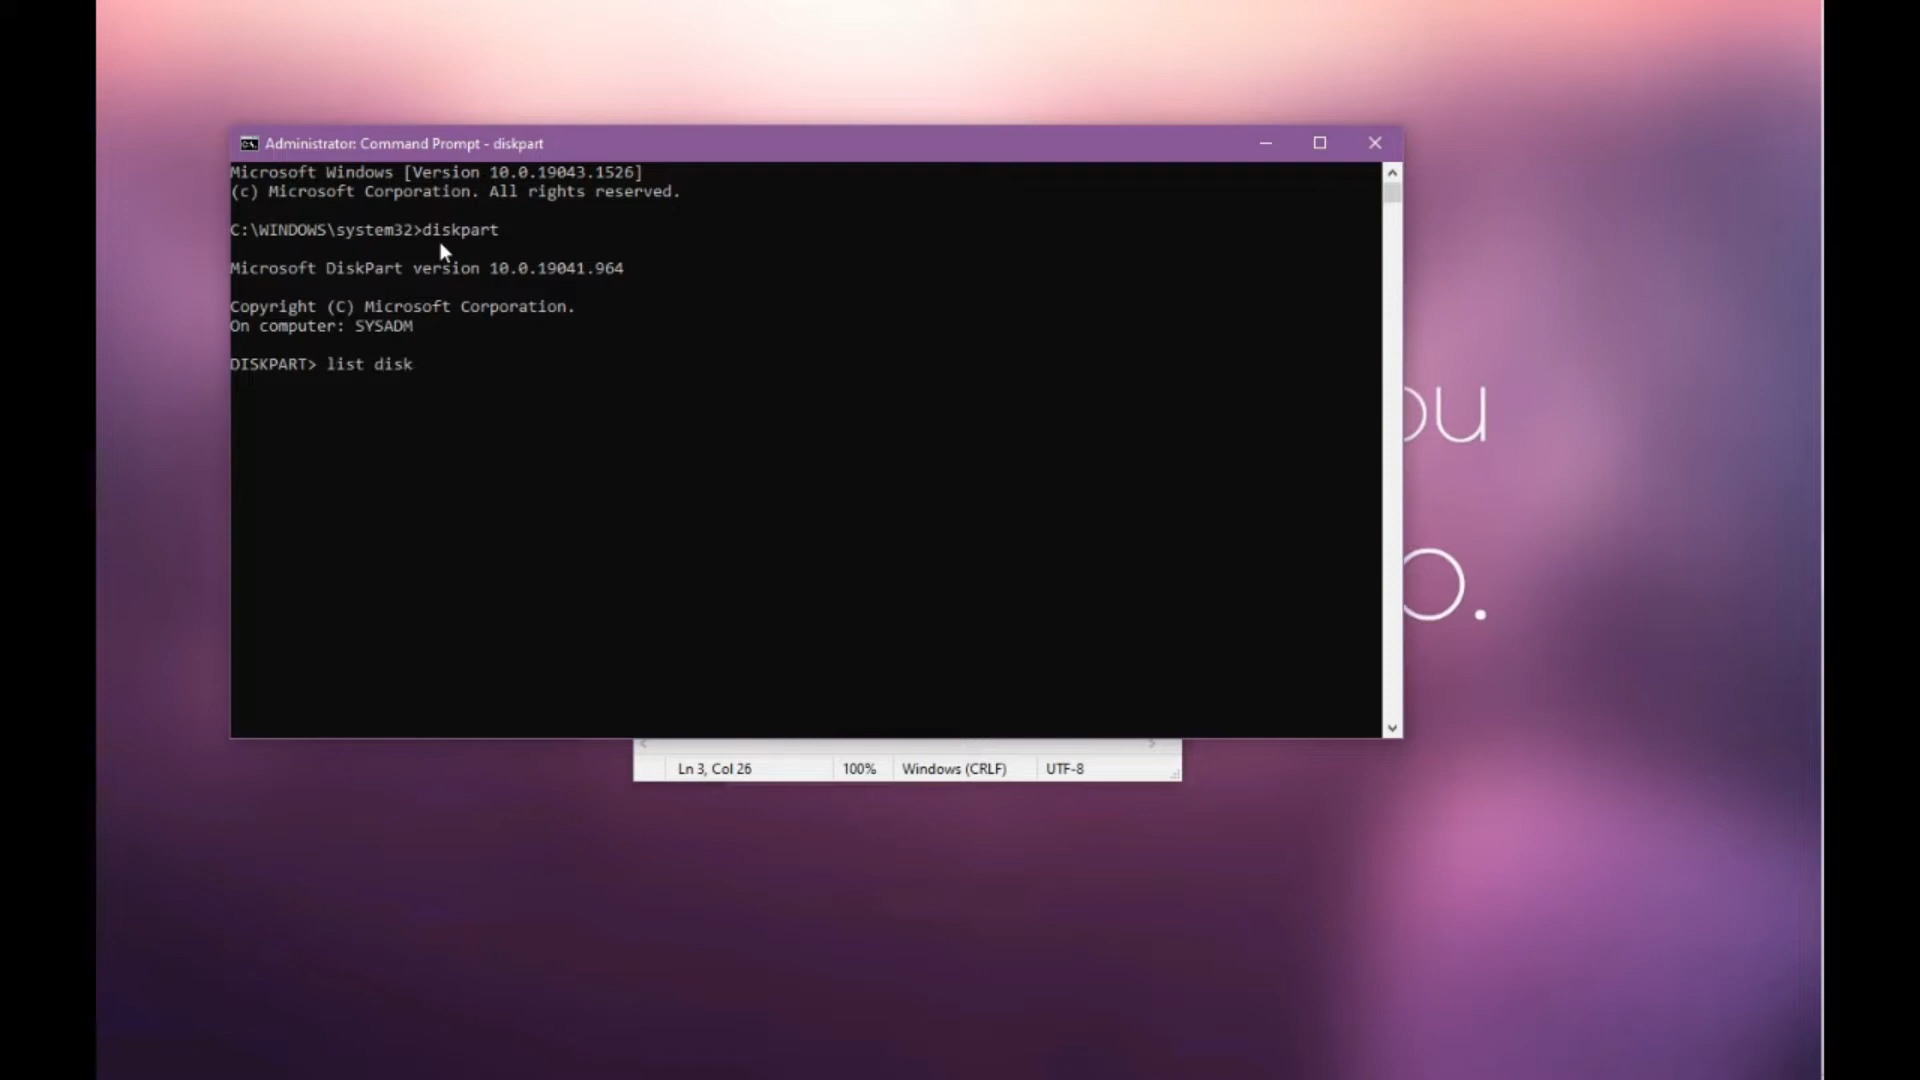 Administrator: Command Prompt - diskpart
Microsoft Windows [Version 10.0.19043.1526]
(c) Microsoft Corporation. All rights reserved.
C:\WINDOWS\system32>diskpart
Microsoft DiskPart version 10.0.19041.964
Copyright (C) Microsoft Corporation.
On computer: SYSADM
DISKPART> list disk
ou
o.
Ln 3, Col 26 100% Windows (CRLF) UTF-8